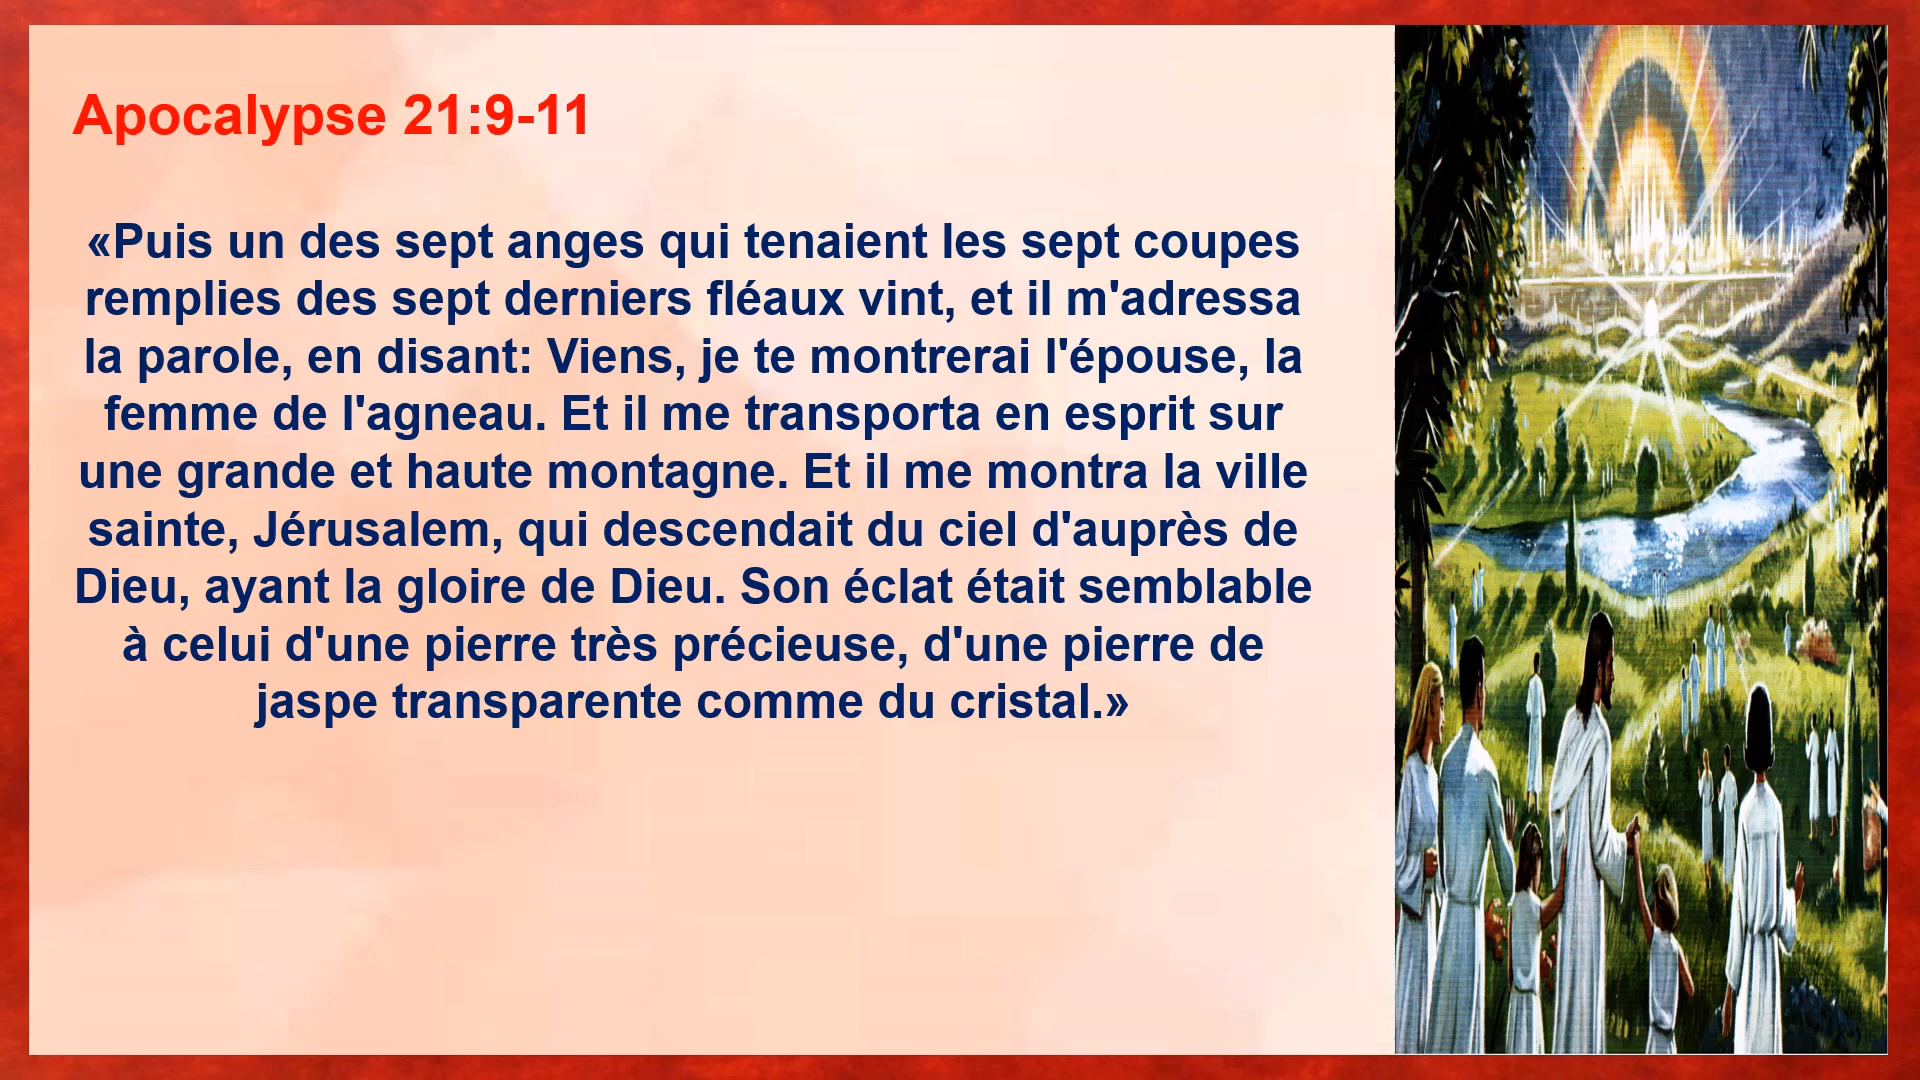 Apocalypse 21:9-11
«Puis un des sept anges qui tenaient les sept coupes
remplies des sept derniers fléaux vint, et il m'adressa
la parole, en disant: Viens, je te montrerai l'épouse, la
femme de l'agneau. Et il me transporta en esprit sur
une grande et haute montagne. Et il me montra la ville
sainte, Jérusalem, qui descendait du ciel d'auprès de
Dieu, ayant la gloire de Dieu. Son éclat était semblable
à celui d'une pierre très précieuse, d'une pierre de
jaspe transparente comme du cristal.»